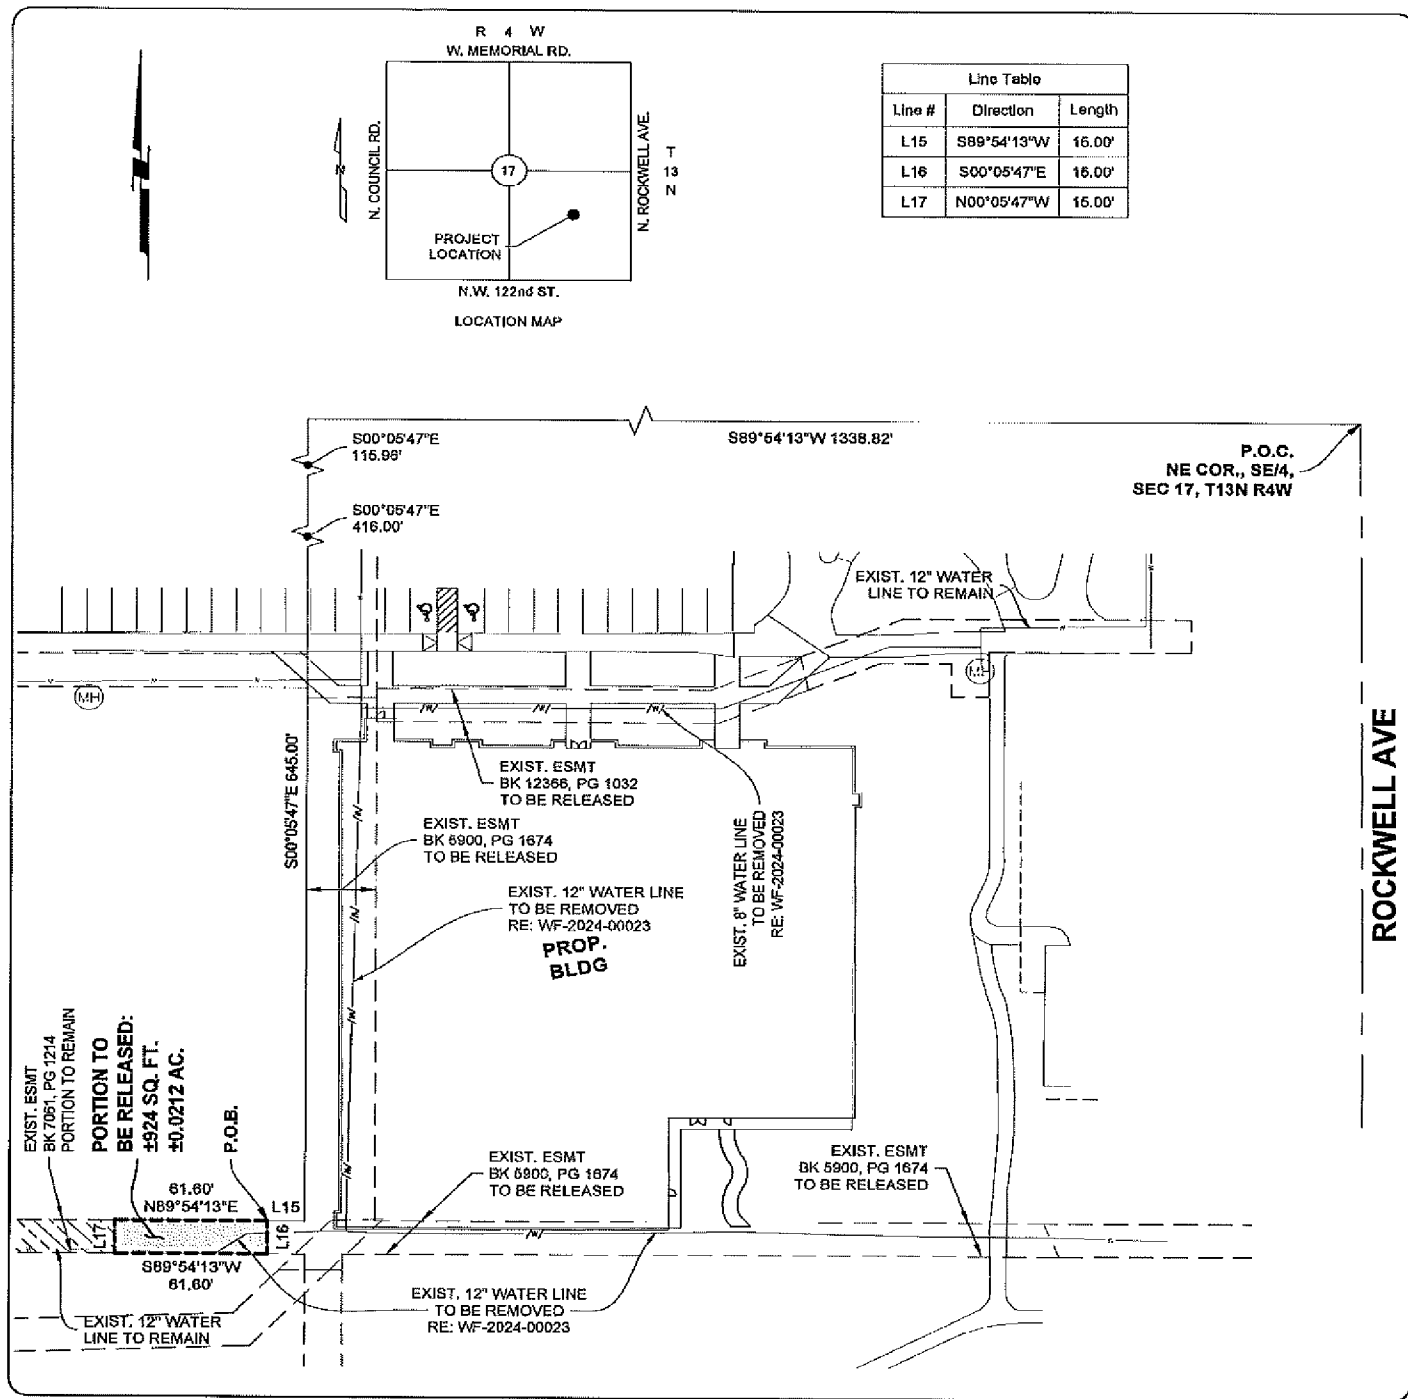 R 4 W
W. MEMORIAL RD.
N. COUNCIL RD.
N
17
N. ROCKWELL AVE.
T
13
N
PROJECT
LOCATION
N.W. 122nd ST.
LOCATION MAP
Line Table
Line # Direction Length
L15 S89°54'13"W 15.00'
L16 S00°05'47"E 15.00'
L17 N00°05'47"W 15.00'
S00°05'47"E
115.96'
S89°54'13"W 1338.82'
P.O.C.
NE COR., SE/4,
SEC 17, T13N R4W
S00°05'47"E
416.00'
EXIST. 12" WATER
LINE TO REMAIN
MH
MH
ROCKWELL AVE
S00°05'47"E 645.00'
EXIST. ESMT
BK 12366, PG 1032
TO BE RELEASED
EXIST. ESMT
BK 5900, PG 1674
TO BE RELEASED
EXIST. 8" WATER LINE
TO BE REMOVED
RE: WF-2024-00023
EXIST. 12" WATER LINE
TO BE REMOVED
RE: WF-2024-00023
PROP.
BLDG
EXIST. ESMT
BK 7061, PG 1214
PORTION TO REMAIN
PORTION TO
BE RELEASED:
±924 SQ. FT.
±0.0212 AC.
P.O.B.
EXIST. ESMT
BK 5900, PG 1674
TO BE RELEASED
EXIST. ESMT
BK 5900, PG 1674
TO BE RELEASED
61.60'
N89°54'13"E
L15
L17
L16
S89°54'13"W
61.60'
EXIST. 12" WATER
LINE TO REMAIN
EXIST. 12" WATER LINE
TO BE REMOVED
RE: WF-2024-00023